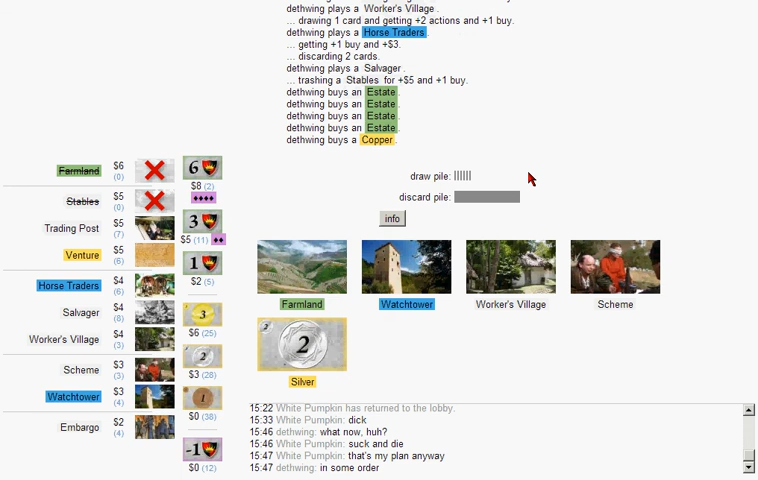 dethwing plays a Worker's Village.
... drawing 1 card and getting +2 actions and +1 buy.
dethwing plays a Horse Traders.
... getting +1 buy and +$3.
... discarding 2 cards.
dethwing plays a Salvager.
... trashing a Stables for +$5 and +1 buy.
dethwing buys an Estate.
dethwing buys an Estate.
dethwing buys an Estate.
dethwing buys an Estate.
dethwing buys a Copper.
Farmland $6 (0)
6 $8 (2)
Stables $5 (0)
Trading Post $5 (7)
3 $5 (11)
Venture $5 (6)
1 $2 (5)
Horse Traders $4 (6)
Salvager $4 (8)
3 $6 (25)
Worker's Village $4 (3)
2 $3 (28)
Scheme $3 (3)
Watchtower $3 (4)
1 $0 (38)
Embargo $2 (4)
-1 $0 (12)
draw pile:
discard pile:
info
Farmland Watchtower Worker's Village Scheme
2 2
Silver
15:22 White Pumpkin has returned to the lobby.
15:33 White Pumpkin: dick
15:46 dethwing: what now, huh?
15:46 White Pumpkin: suck and die
15:47 White Pumpkin: that's my plan anyway
15:47 dethwing: in some order